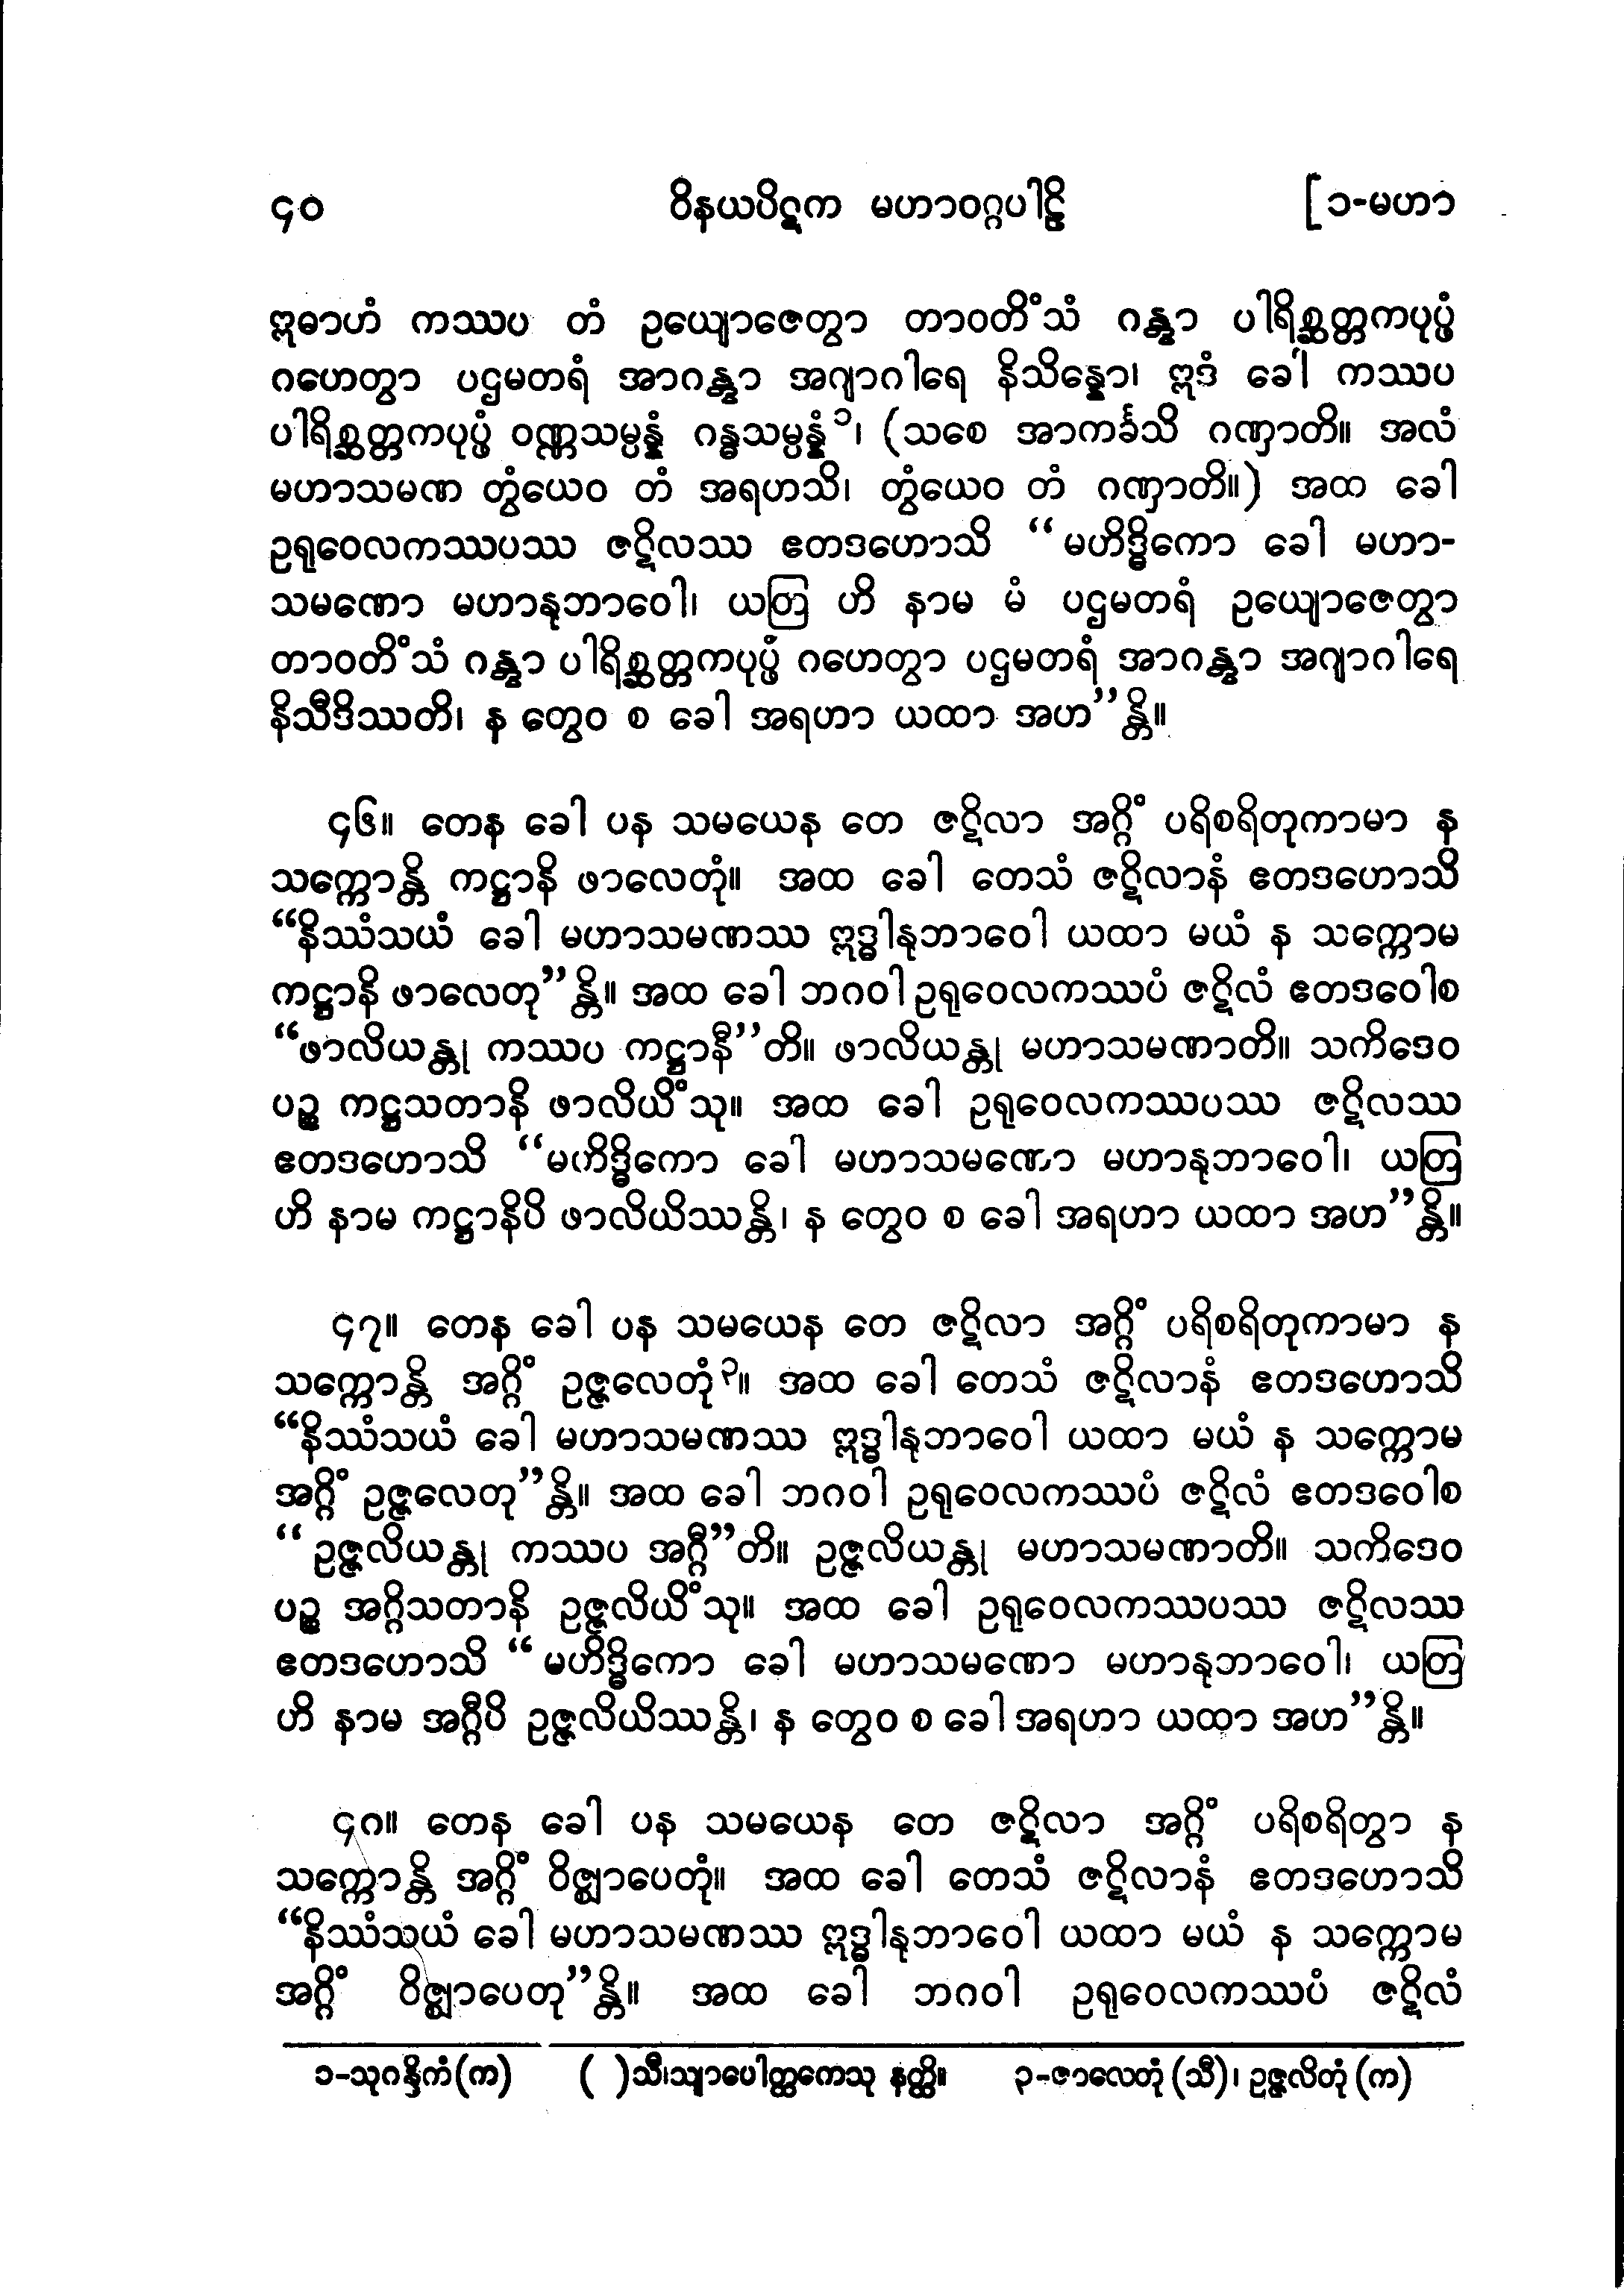 ၄၀ ဝိနယပိဋက မဟာဝဂ္ဂပါဠိ [၁-မဟာ
ဣဓာဟံ ကဿပ တံ ဥယျောဇေတွာ တာဝတိံသံ ဂန္တွာ ပါရိစ္ဆတ္တကပုပ္ဖံ
ဂဟေတွာ ပဌမတရံ အာဂန္တွာ အဂျာဂါရေ နိသိန္နော၊ ဣဒံ ခေါ ကဿပ
ပါရိစ္ဆတ္တကပုပ္ဖံ ဝဏ္ဏသမ္ပန္နံ ဂန္ဓသမ္ပန္နံ၁၊ (သစေ အာကင်္ခသိ ဂဏှာတိ။ အလံ
မဟာသမဏ တွံယေဝ တံ အရဟသိ၊ တွံယေဝ တံ ဂဏှာတိ။) အထ ခေါ
ဥရုဝေလကဿပဿ ဇဋိလဿ ဧတဒဟောသိ “မဟိဒ္ဓိကော ခေါ မဟာ-
သမဏော မဟာနုဘာဝေါ၊ ယတြ ဟိ နာမ မံ ပဌမတရံ ဥယျောဇေတွာ
တာဝတိံသံ ဂန္တွာ ပါရိစ္ဆတ္တကပုပ္ဖံ ဂဟေတွာ ပဌမတရံ အာဂန္တွာ အဂျာဂါရေ
နိသီဒိဿတိ၊ န တွေဝ စ ခေါ အရဟာ ယထာ အဟ”န္တိ။
၄၆။ တေန ခေါ ပန သမယေန တေ ဇဋိလာ အဂ္ဂိံ ပရိစရိတုကာမာ န
သက္ကောန္တိ ကဋ္ဌာနိ ဖာလေတုံ။ အထ ခေါ တေသံ ဇဋိလာနံ ဧတဒဟောသိ
“နိဿံသယံ ခေါ မဟာသမဏဿ ဣဒ္ဓါနုဘာဝေါ ယထာ မယံ န သက္ကောမ
ကဋ္ဌာနိ ဖာလေတု”န္တိ။ အထ ခေါ ဘဂဝါ ဥရုဝေလကဿပံ ဇဋိလံ ဧတဒဝေါစ
“ဖာလိယန္တု ကဿပ ကဋ္ဌာနီ”တိ။ ဖာလိယန္တု မဟာသမဏာတိ။ သကိဒေဝ
ပဉ္စ ကဋ္ဌသတာနိ ဖာလိယိံသု။ အထ ခေါ ဥရုဝေလကဿပဿ ဇဋိလဿ
ဧတဒဟောသိ “မဟိဒ္ဓိကော ခေါ မဟာသမဏော မဟာနုဘာဝေါ၊ ယတြ
ဟိ နာမ ကဋ္ဌာနိပိ ဖာလိယိဿန္တိ၊ န တွေဝ စ ခေါ အရဟာ ယထာ အဟ”န္တိ။
၄၇။ တေန ခေါ ပန သမယေန တေ ဇဋိလာ အဂ္ဂိံ ပရိစရိတုကာမာ န
သက္ကောန္တိ အဂ္ဂိံ ဥဇ္ဇလေတုံ၃။ အထ ခေါ တေသံ ဇဋိလာနံ ဧတဒဟောသိ
“နိဿံသယံ ခေါ မဟာသမဏဿ ဣဒ္ဓါနုဘာဝေါ ယထာ မယံ န သက္ကောမ
အဂ္ဂိံ ဥဇ္ဇလေတု”န္တိ။ အထ ခေါ ဘဂဝါ ဥရုဝေလကဿပံ ဇဋိလံ ဧတဒဝေါစ
“ဥဇ္ဇလိယန္တု ကဿပ အဂ္ဂီ”တိ။ ဥဇ္ဇလိယန္တု မဟာသမဏာတိ။ သကိဒေဝ
ပဉ္စ အဂ္ဂိသတာနိ ဥဇ္ဇလိယိံသု။ အထ ခေါ ဥရုဝေလကဿပဿ ဇဋိလဿ
ဧတဒဟောသိ “မဟိဒ္ဓိကော ခေါ မဟာသမဏော မဟာနုဘာဝေါ၊ ယတြ
ဟိ နာမ အဂ္ဂီပိ ဥဇ္ဇလိယိဿန္တိ၊ န တွေဝ စ ခေါ အရဟာ ယထာ အဟ”န္တိ။
၄၈။ တေန ခေါ ပန သမယေန တေ ဇဋိလာ အဂ္ဂိံ ပရိစရိတွာ န
သက္ကောန္တိ အဂ္ဂိံ ဝိဇ္ဈာပေတုံ။ အထ ခေါ တေသံ ဇဋိလာနံ ဧတဒဟောသိ
“နိဿံသယံ ခေါ မဟာသမဏဿ ဣဒ္ဓါနုဘာဝေါ ယထာ မယံ န သက္ကောမ
အဂ္ဂိံ ဝိဇ္ဈာပေတု”န္တိ။ အထ ခေါ ဘဂဝါ ဥရုဝေလကဿပံ ဇဋိလံ
၁-သုဂန္ဓိကံ(က) ( )သီ၊သျာပေါတ္ထကေသု နတ္ထိ။ ၃-ဇာလေတုံ (သီ)၊ ဥဇ္ဇလိတုံ (က)